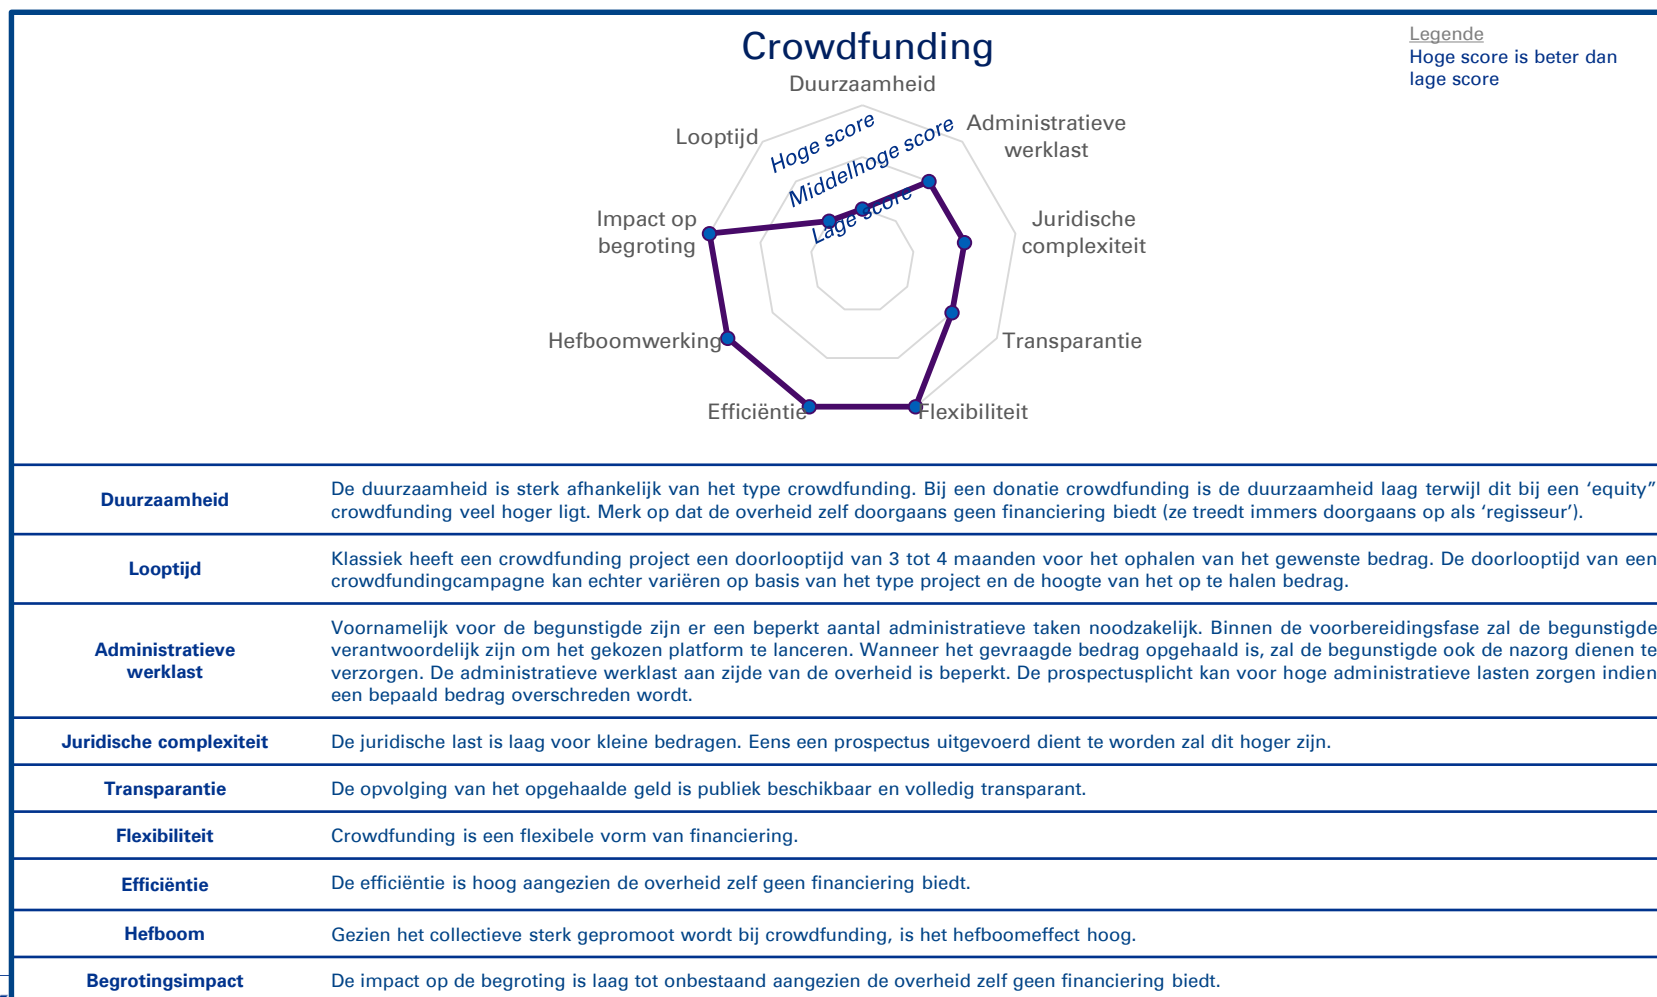 Crowdfunding
Legende
Hoge score is beter dan
lage score
Duurzaamheid
Looptijd
Administratieve
werklast
Hoge score
Middelhoge score
Lage score
Impact op
begroting
Juridische
complexiteit
Hefboomwerking
Transparantie
Efficiëntie
Flexibiliteit
Duurzaamheid
De duurzaamheid is sterk afhankelijk van het type crowdfunding. Bij een donatie crowdfunding is de duurzaamheid laag terwijl dit bij een ‘equity”
crowdfunding veel hoger ligt. Merk op dat de overheid zelf doorgaans geen financiering biedt (ze treedt immers doorgaans op als ‘regisseur’).
Looptijd
Klassiek heeft een crowdfunding project een doorlooptijd van 3 tot 4 maanden voor het ophalen van het gewenste bedrag. De doorlooptijd van een
crowdfundingcampagne kan echter variëren op basis van het type project en de hoogte van het op te halen bedrag.
Administratieve
werklast
Voornamelijk voor de begunstigde zijn er een beperkt aantal administratieve taken noodzakelijk. Binnen de voorbereidingsfase zal de begunstigde
verantwoordelijk zijn om het gekozen platform te lanceren. Wanneer het gevraagde bedrag opgehaald is, zal de begunstigde ook de nazorg dienen te
verzorgen. De administratieve werklast aan zijde van de overheid is beperkt. De prospectusplicht kan voor hoge administratieve lasten zorgen indien
een bepaald bedrag overschreden wordt.
Juridische complexiteit
De juridische last is laag voor kleine bedragen. Eens een prospectus uitgevoerd dient te worden zal dit hoger zijn.
Transparantie
De opvolging van het opgehaalde geld is publiek beschikbaar en volledig transparant.
Flexibiliteit
Crowdfunding is een flexibele vorm van financiering.
Efficiëntie
De efficiëntie is hoog aangezien de overheid zelf geen financiering biedt.
Hefboom
Gezien het collectieve sterk gepromoot wordt bij crowdfunding, is het hefboomeffect hoog.
Begrotingsimpact
De impact op de begroting is laag tot onbestaand aangezien de overheid zelf geen financiering biedt.